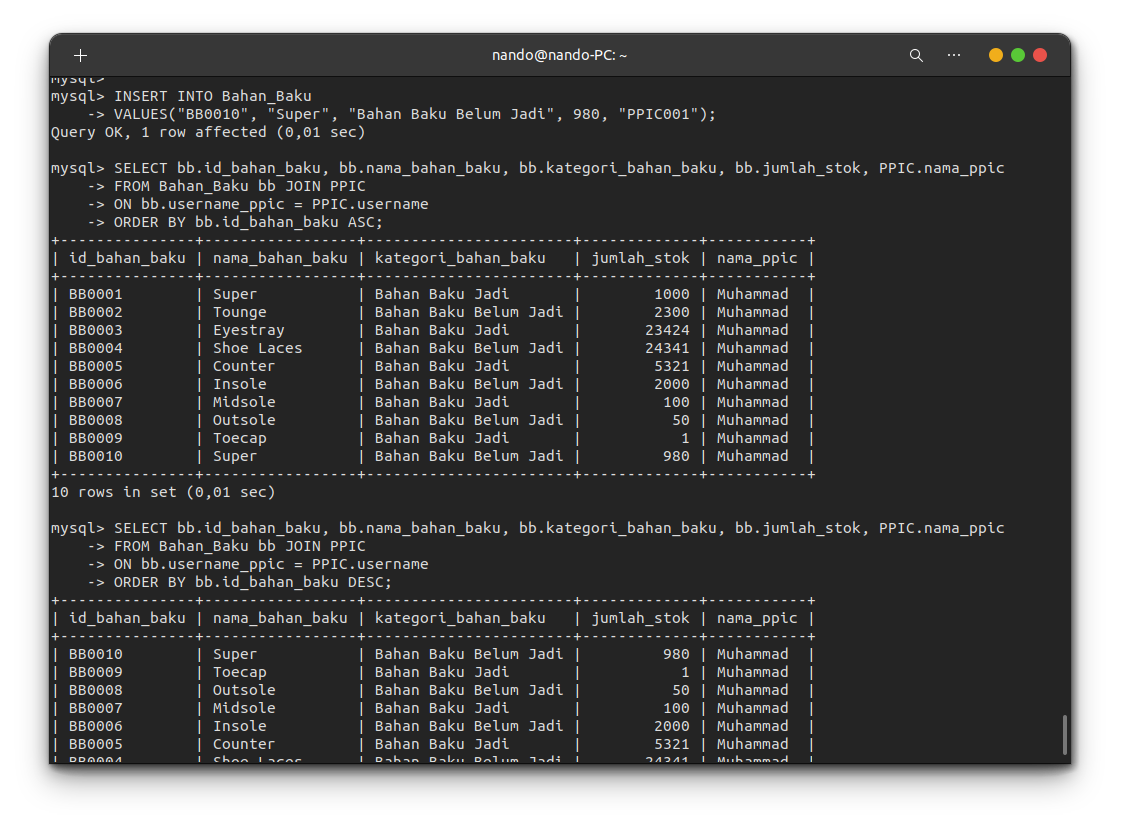 nando@nando-PC: ~
mysql>
mysql> INSERT INTO Bahan_Baku
    -> VALUES("BB0010", "Super", "Bahan Baku Belum Jadi", 980, "PPIC001");
Query OK, 1 row affected (0,01 sec)

mysql> SELECT bb.id_bahan_baku, bb.nama_bahan_baku, bb.kategori_bahan_baku, bb.jumlah_stok, PPIC.nama_ppic
    -> FROM Bahan_Baku bb JOIN PPIC
    -> ON bb.username_ppic = PPIC.username
    -> ORDER BY bb.id_bahan_baku ASC;
+---------------+-----------------+-----------------------+-------------+-----------+
| id_bahan_baku | nama_bahan_baku | kategori_bahan_baku   | jumlah_stok | nama_ppic |
+---------------+-----------------+-----------------------+-------------+-----------+
| BB0001        | Super           | Bahan Baku Jadi       |        1000 | Muhammad  |
| BB0002        | Tounge          | Bahan Baku Belum Jadi |        2300 | Muhammad  |
| BB0003        | Eyestray        | Bahan Baku Jadi       |       23424 | Muhammad  |
| BB0004        | Shoe Laces      | Bahan Baku Belum Jadi |       24341 | Muhammad  |
| BB0005        | Counter         | Bahan Baku Jadi       |        5321 | Muhammad  |
| BB0006        | Insole          | Bahan Baku Belum Jadi |        2000 | Muhammad  |
| BB0007        | Midsole         | Bahan Baku Jadi       |         100 | Muhammad  |
| BB0008        | Outsole         | Bahan Baku Belum Jadi |          50 | Muhammad  |
| BB0009        | Toecap          | Bahan Baku Jadi       |           1 | Muhammad  |
| BB0010        | Super           | Bahan Baku Belum Jadi |         980 | Muhammad  |
+---------------+-----------------+-----------------------+-------------+-----------+
10 rows in set (0,01 sec)

mysql> SELECT bb.id_bahan_baku, bb.nama_bahan_baku, bb.kategori_bahan_baku, bb.jumlah_stok, PPIC.nama_ppic
    -> FROM Bahan_Baku bb JOIN PPIC
    -> ON bb.username_ppic = PPIC.username
    -> ORDER BY bb.id_bahan_baku DESC;
+---------------+-----------------+-----------------------+-------------+-----------+
| id_bahan_baku | nama_bahan_baku | kategori_bahan_baku   | jumlah_stok | nama_ppic |
+---------------+-----------------+-----------------------+-------------+-----------+
| BB0010        | Super           | Bahan Baku Belum Jadi |         980 | Muhammad  |
| BB0009        | Toecap          | Bahan Baku Jadi       |           1 | Muhammad  |
| BB0008        | Outsole         | Bahan Baku Belum Jadi |          50 | Muhammad  |
| BB0007        | Midsole         | Bahan Baku Jadi       |         100 | Muhammad  |
| BB0006        | Insole          | Bahan Baku Belum Jadi |        2000 | Muhammad  |
| BB0005        | Counter         | Bahan Baku Jadi       |        5321 | Muhammad  |
| BB0004        | Shoe Laces      | Bahan Baku Belum Jadi |       24341 | Muhammad  |